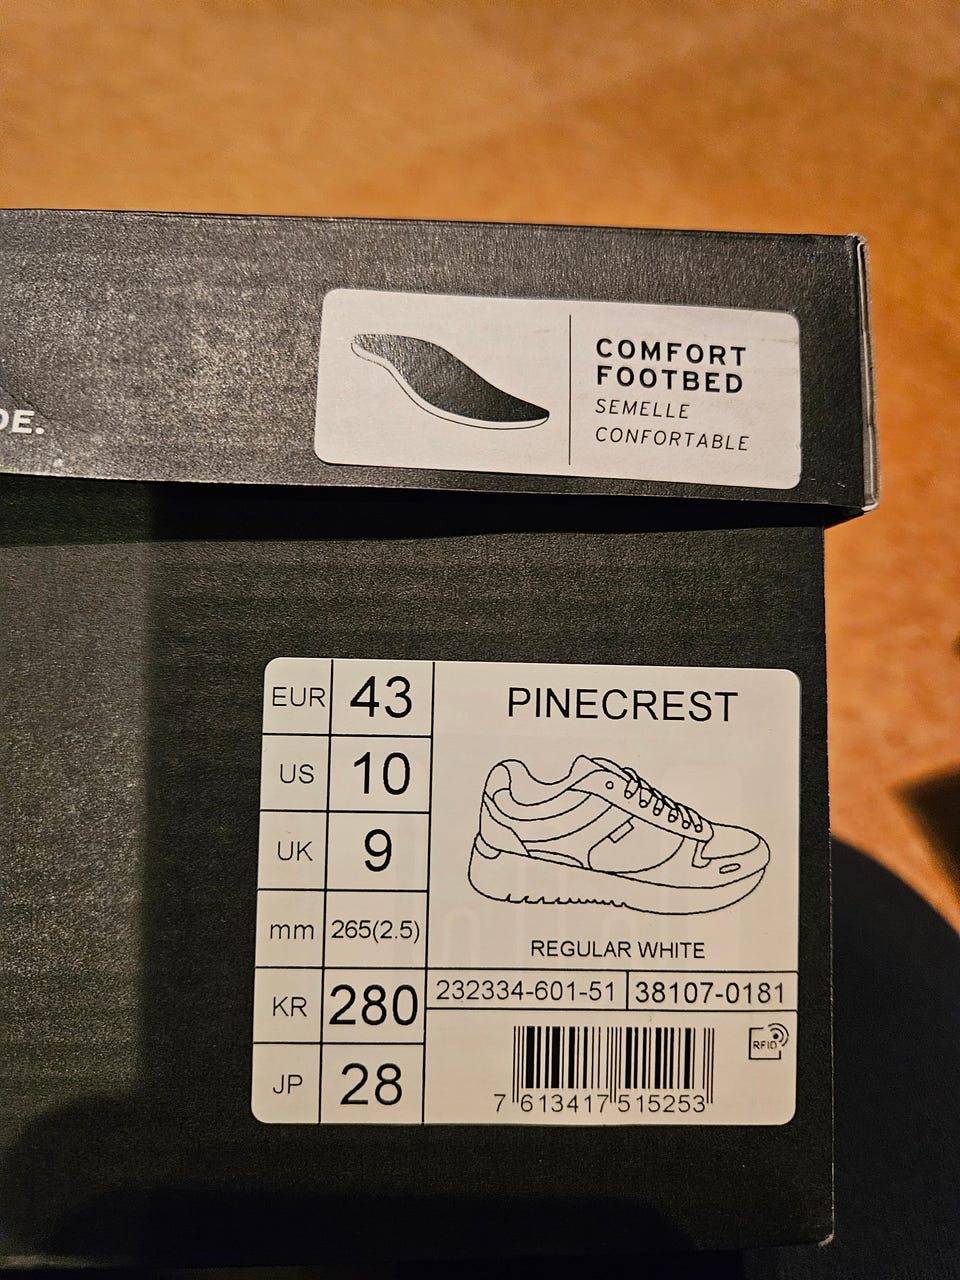 DE.
COMFORT
FOOTBED
SEMELLE
CONFORTABLE
EUR 43
US 10
UK 9
mm 265(2.5)
KR 280
JP 28
PINECREST
REGULAR WHITE
232334-601-51 38107-0181
RFID
7 613417 515253